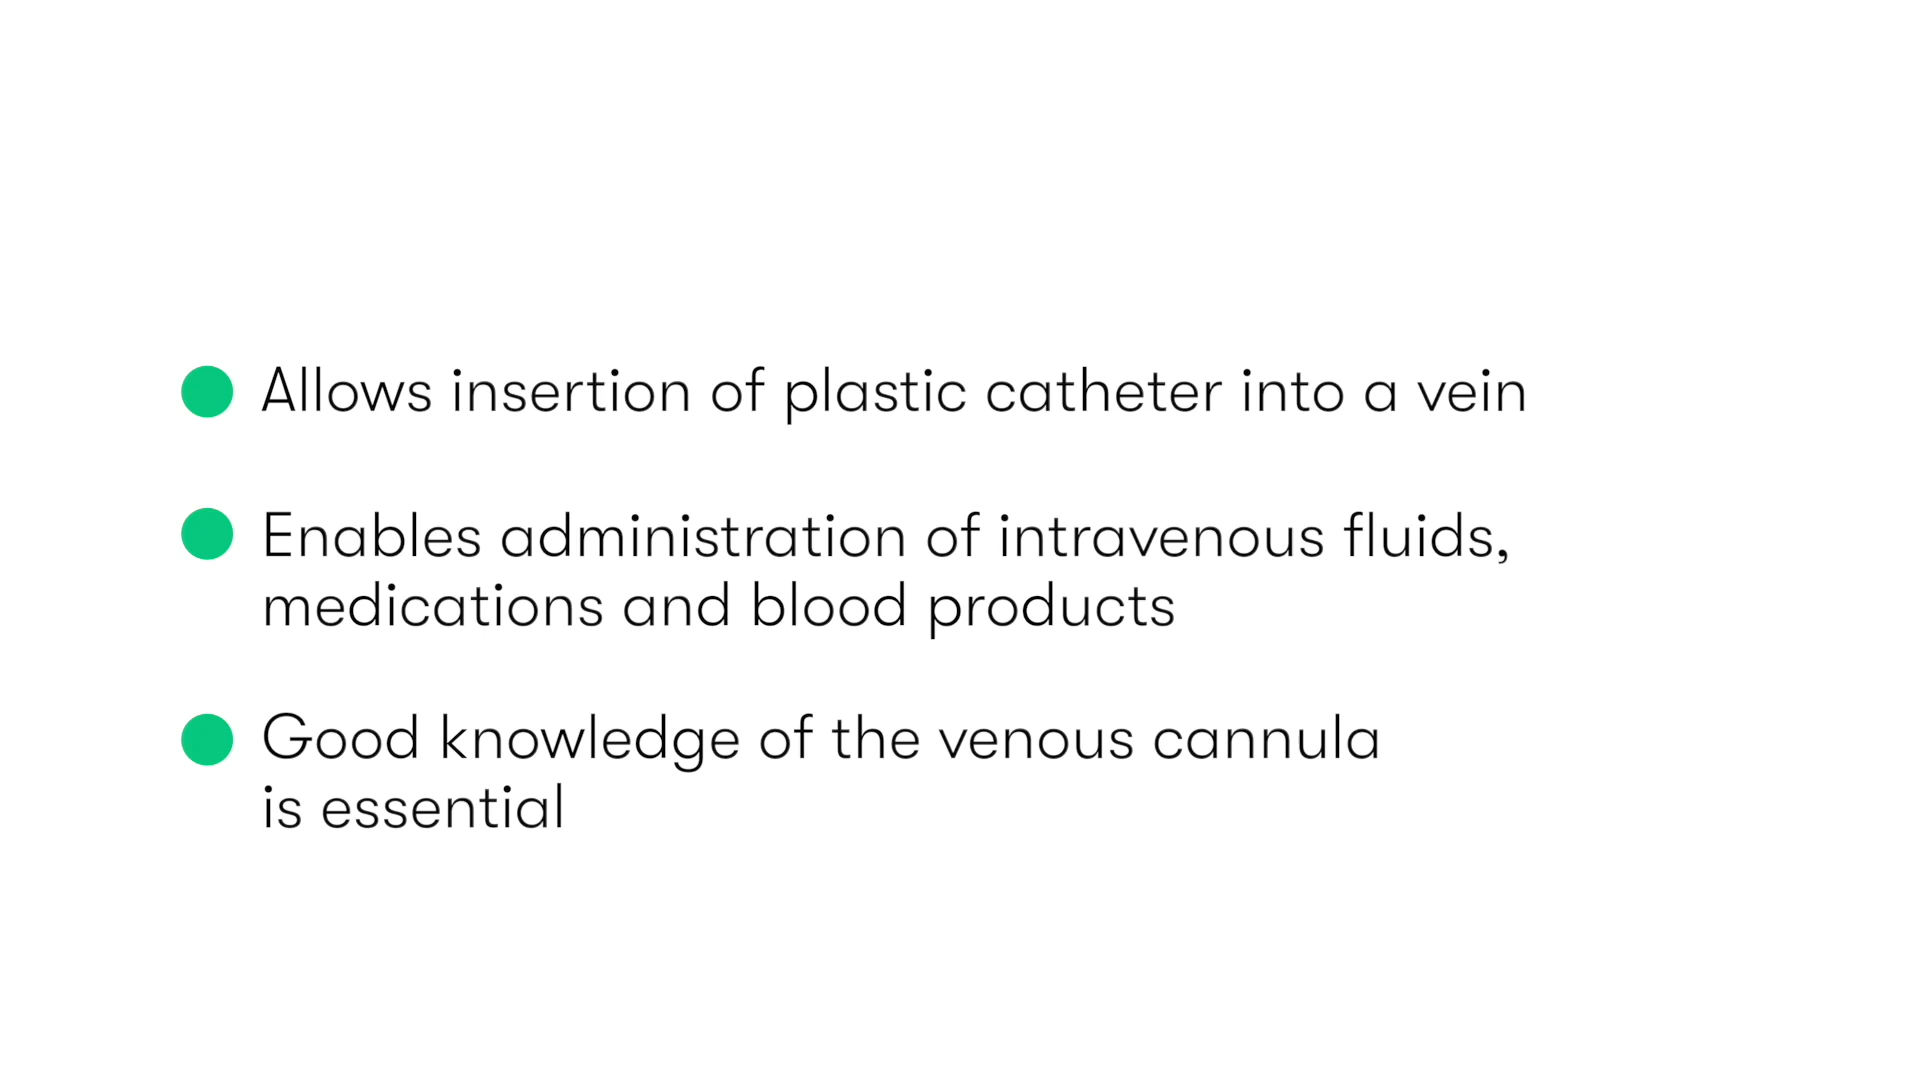 Allows insertion of plastic catheter into a vein
Enables administration of intravenous fluids,
medications and blood products
Good knowledge of the venous cannula
is essential